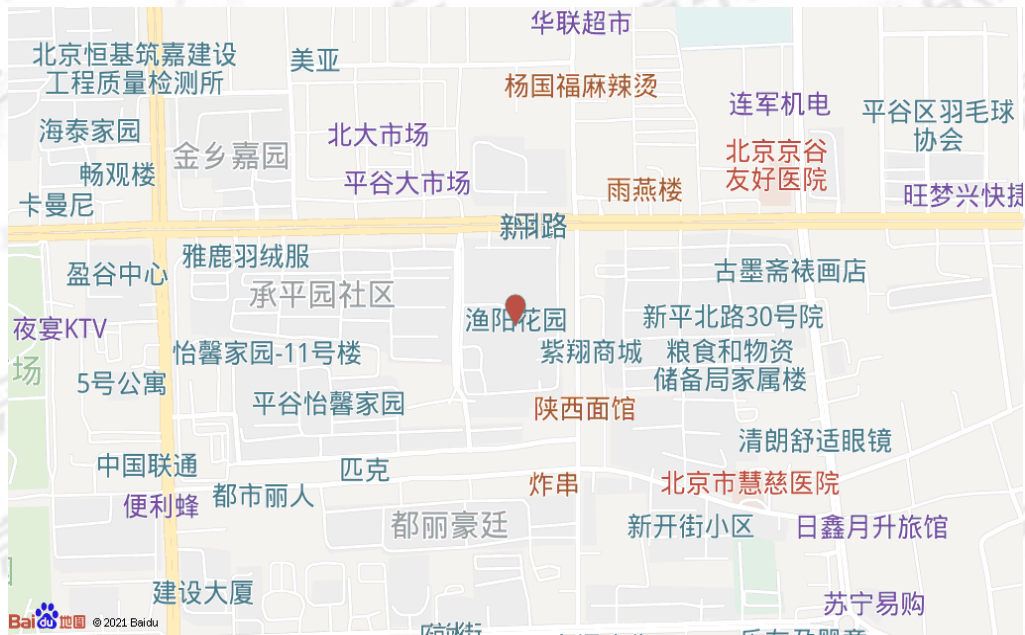 华联超市
北京恒基筑嘉建设
工程质量检测所
美亚
杨国福麻辣烫
连军机电
平谷区羽毛球
协会
海泰家园
北大市场
金乡嘉园
北京京谷
友好医院
畅观楼
平谷大市场
雨燕楼
旺梦兴快捷
卡曼尼
路
雅鹿羽绒服
盈谷中心
古墨斋裱画店
承平园社区
夜宴KTV
渔阳花园
新平北路30号院
怡馨家园-11号楼
紫翔商城
粮食和物资
储备局家属楼
场
5号公寓
平谷怡馨家园
陕西面馆
清朗舒适眼镜
中国联通
匹克
炸串
北京市慧慈医院
便利蜂
都市丽人
都丽豪廷
新开街小区
日鑫月升旅馆
建设大厦
苏宁易购
Bai du 地图 © 2021 Baidu